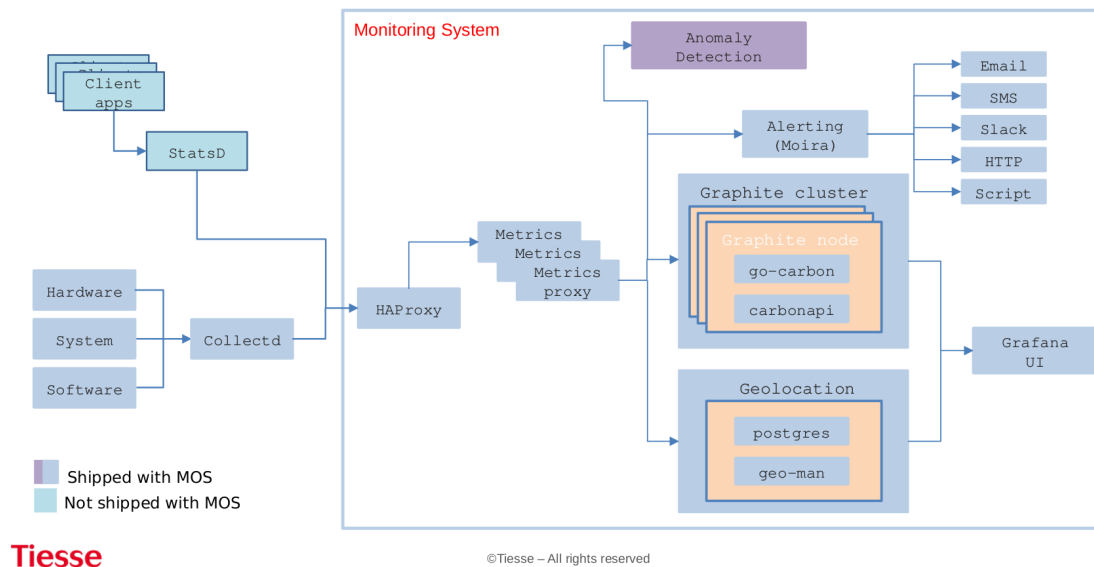 Monitoring System
Anomaly
Detection
Client
apps
StatsD
Alerting
(Moira)
Email
SMS
Slack
HTTP
Script
Graphite cluster
Graphite node
go-carbon
carbonapi
Metrics
Metrics
Metrics
proxy
HAProxy
Hardware
System
Software
Collectd
Grafana
UI
Geolocation
postgres
geo-man
Shipped with MOS
Not shipped with MOS
Tiesse
©Tiesse – All rights reserved